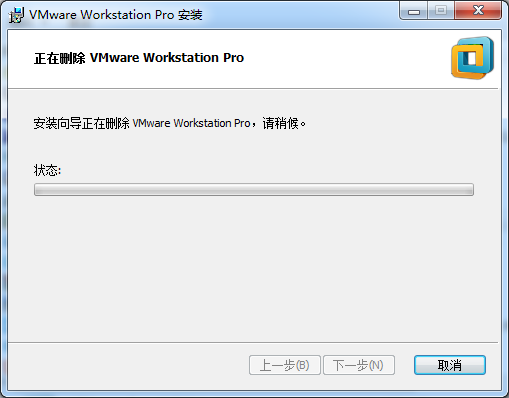 VMware Workstation Pro 安装
正在删除 VMware Workstation Pro
安装向导正在删除 VMware Workstation Pro，请稍候。
状态:
上一步(B) 下一步(N) 取消